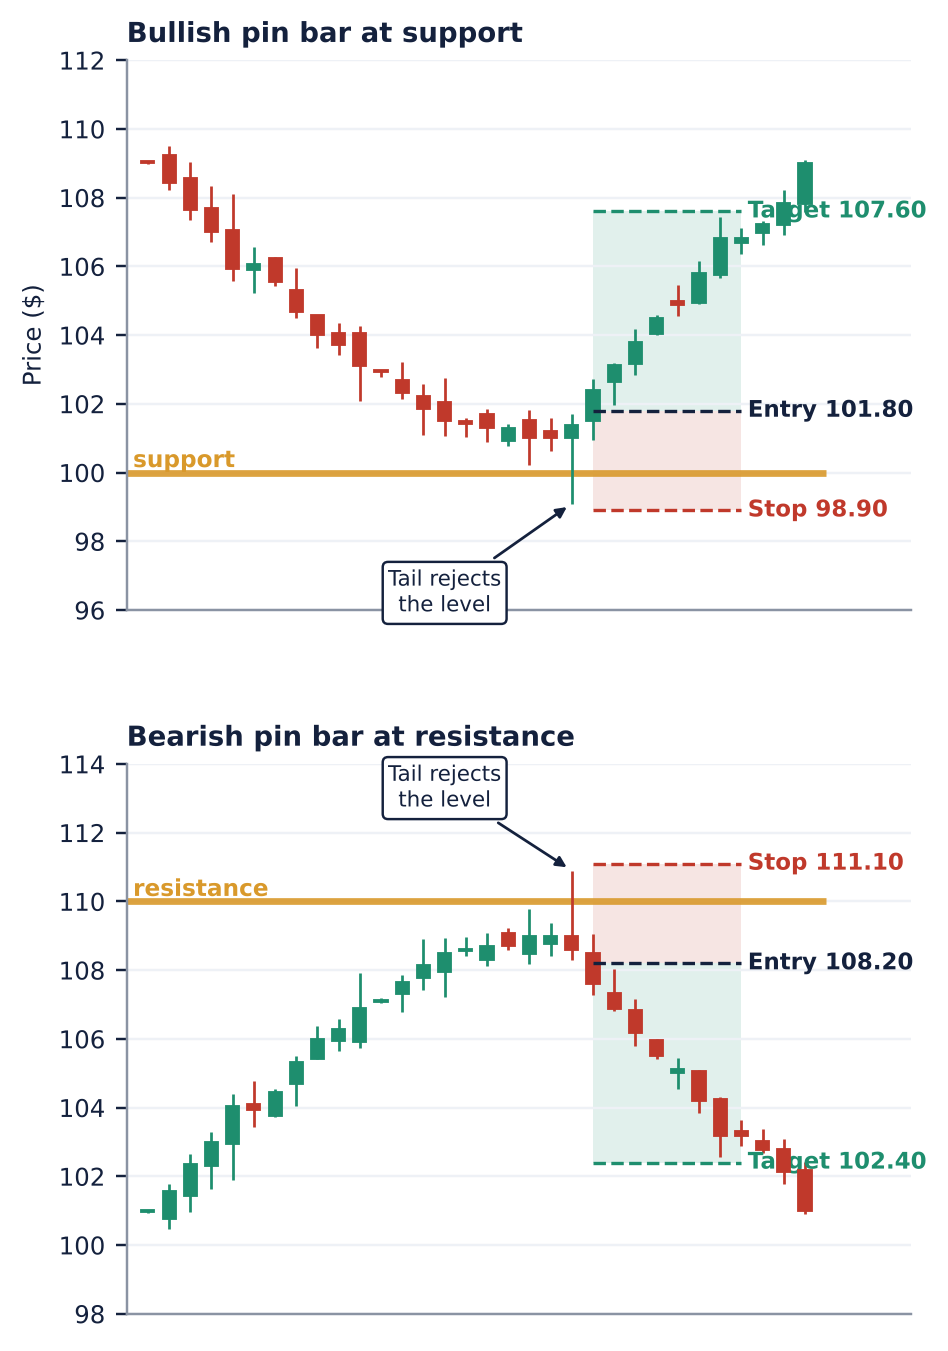 Bullish pin bar at support
112
110
108
Target 107.60
106
Price ($)
104
102
Entry 101.80
support
100
Stop 98.90
98
Tail rejects
the level
96
Bearish pin bar at resistance
114
Tail rejects
the level
112
Stop 111.10
resistance
110
108
Entry 108.20
106
104
102
Target 102.40
100
98